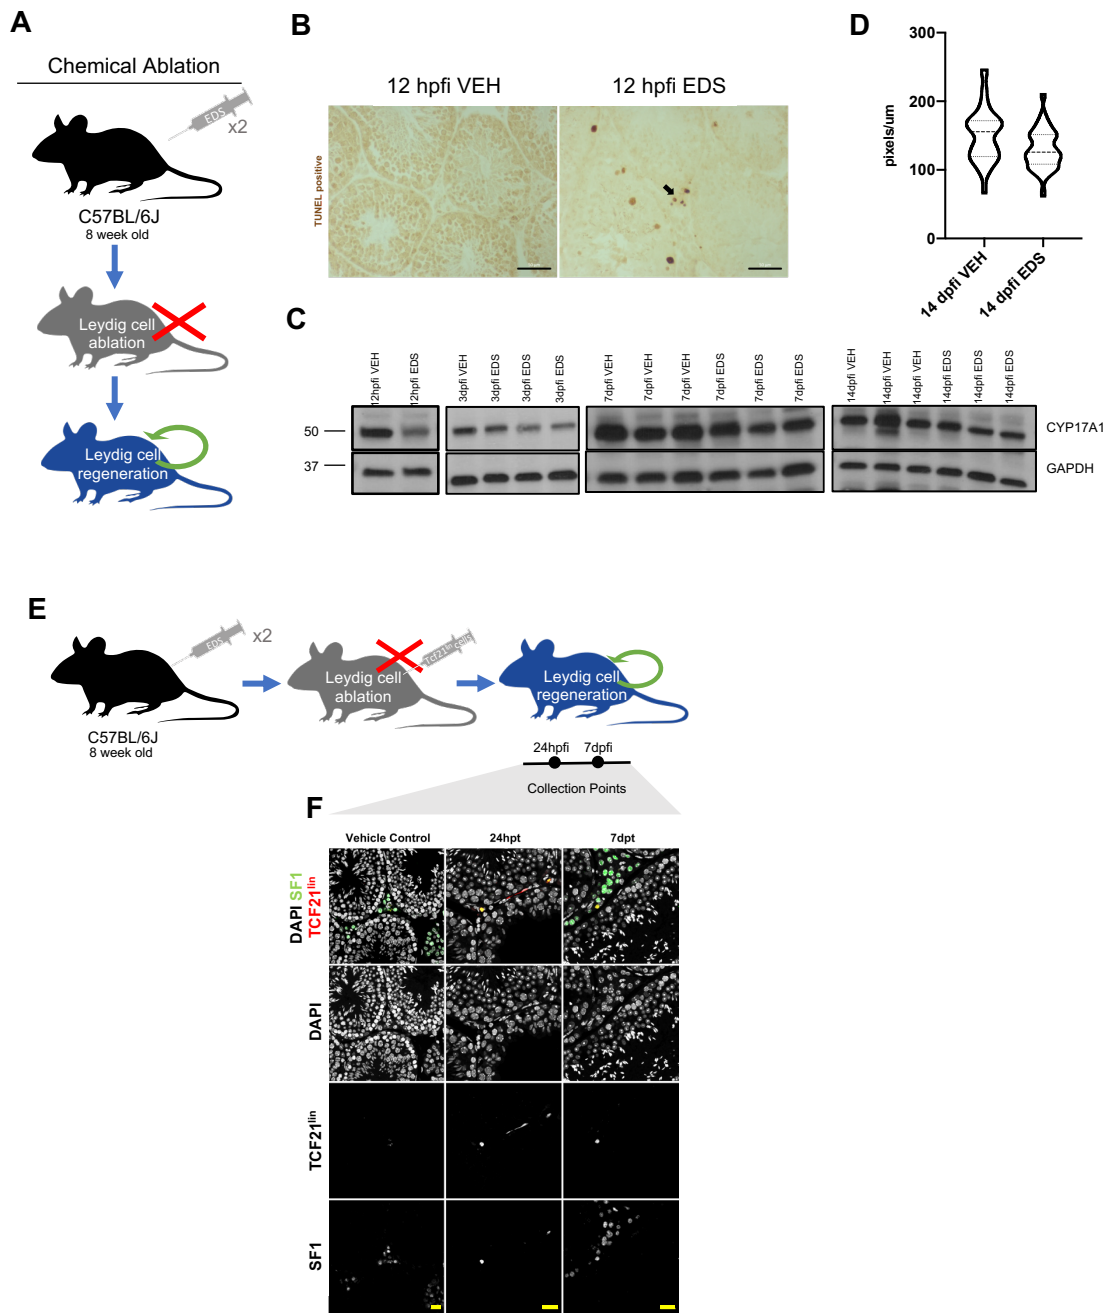 A
Chemical Ablation
EDS
x2
C57BL/6J
8 week old
Leydig cell
ablation
Leydig cell
regeneration
B
12 hpfi VEH
12 hpfi EDS
TUNEL positive
C
12hpfi VEH
12hpfi EDS
3dpfi VEH
3dpfi EDS
3dpfi EDS
3dpfi EDS
7dpfi VEH
7dpfi VEH
7dpfi VEH
7dpfi EDS
7dpfi EDS
7dpfi EDS
14dpfi VEH
14dpfi VEH
14dpfi VEH
14dpfi EDS
14dpfi EDS
14dpfi EDS
50
37
CYP17A1
GAPDH
D
300
200
100
0
pixels/um
14 dpfi VEH
14 dpfi EDS
E
EDS
x2
C57BL/6J
8 week old
Tcf21lin cells
Leydig cell
ablation
Leydig cell
regeneration
24hpfi
7dpfi
Collection Points
F
Vehicle Control
24hpt
7dpt
DAPI SF1
TCF21lin
DAPI
TCF21lin
SF1